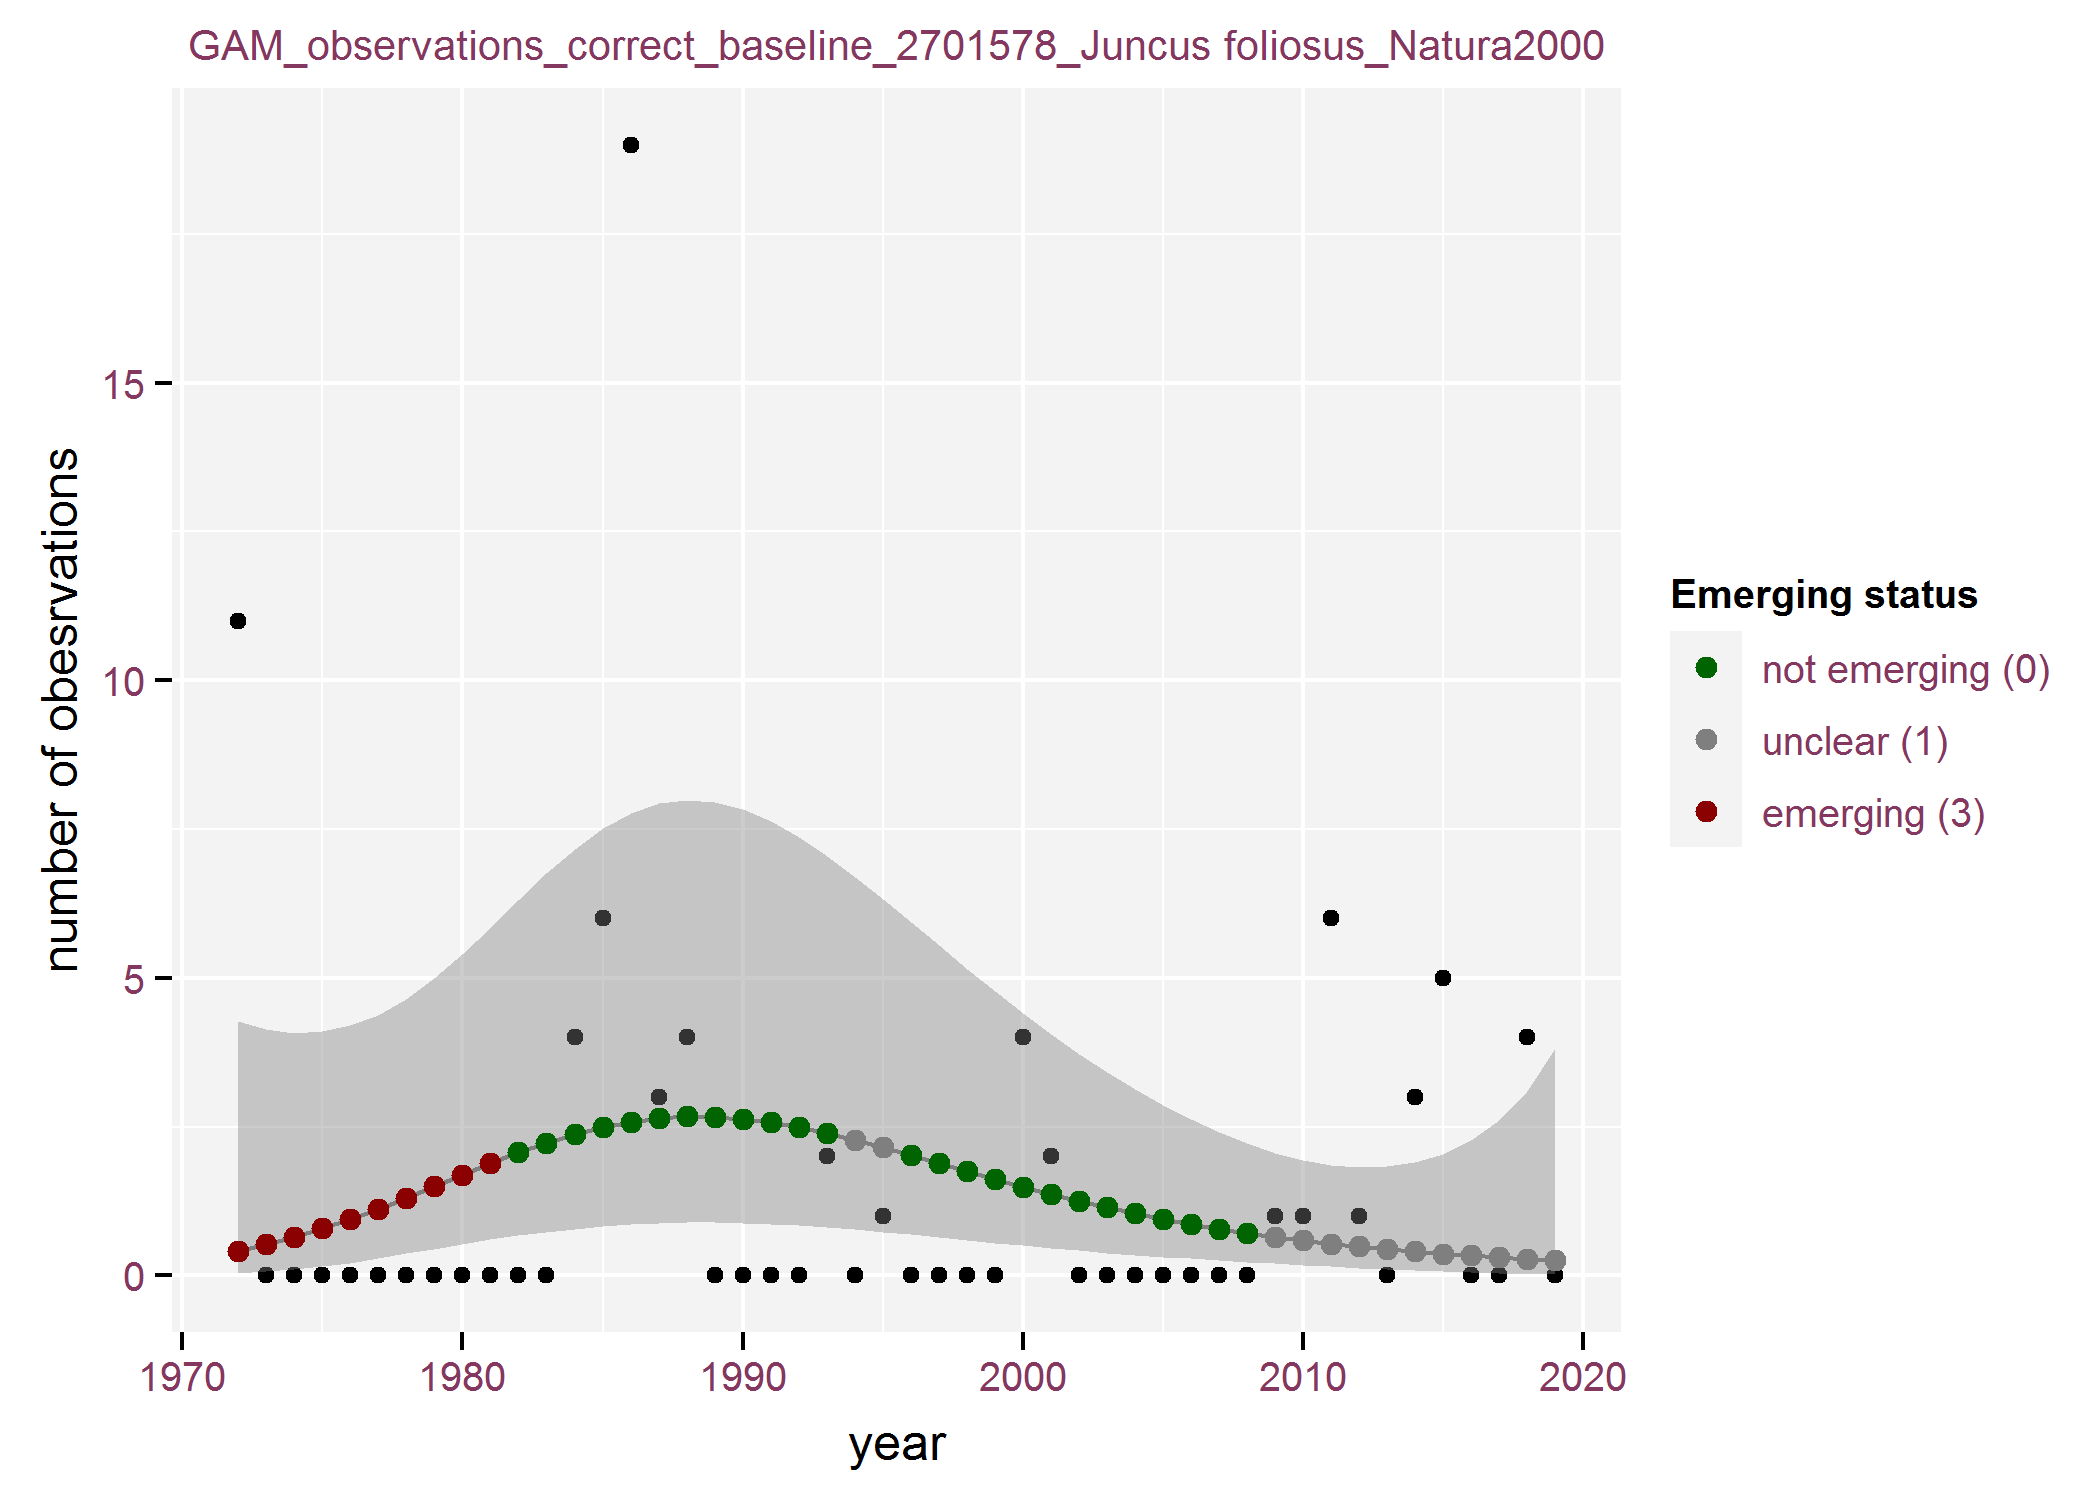 GAM_observations_correct_baseline_2701578_Juncus foliosus_Natura2000
number of obesrvations
15
10
5
0
1970 1980 1990 2000 2010 2020
year
Emerging status
not emerging (0)
unclear (1)
emerging (3)